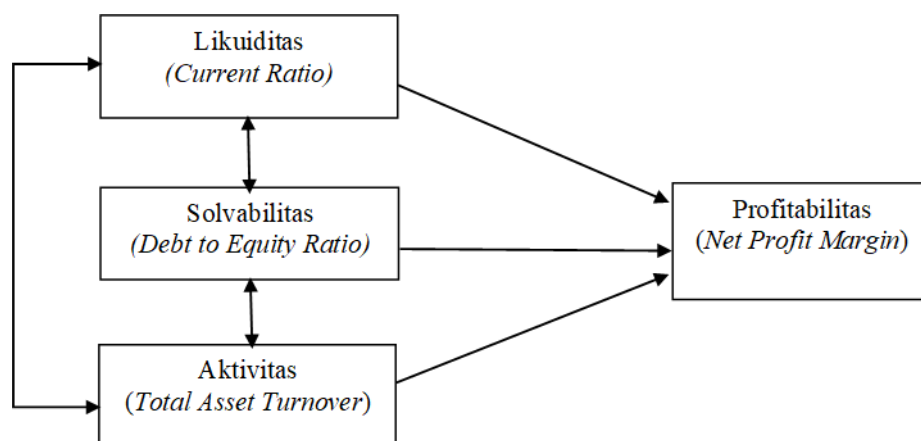 Likuiditas
(Current Ratio)
Solvabilitas
(Debt to Equity Ratio)
Profitabilitas
(Net Profit Margin)
Aktivitas
(Total Asset Turnover)